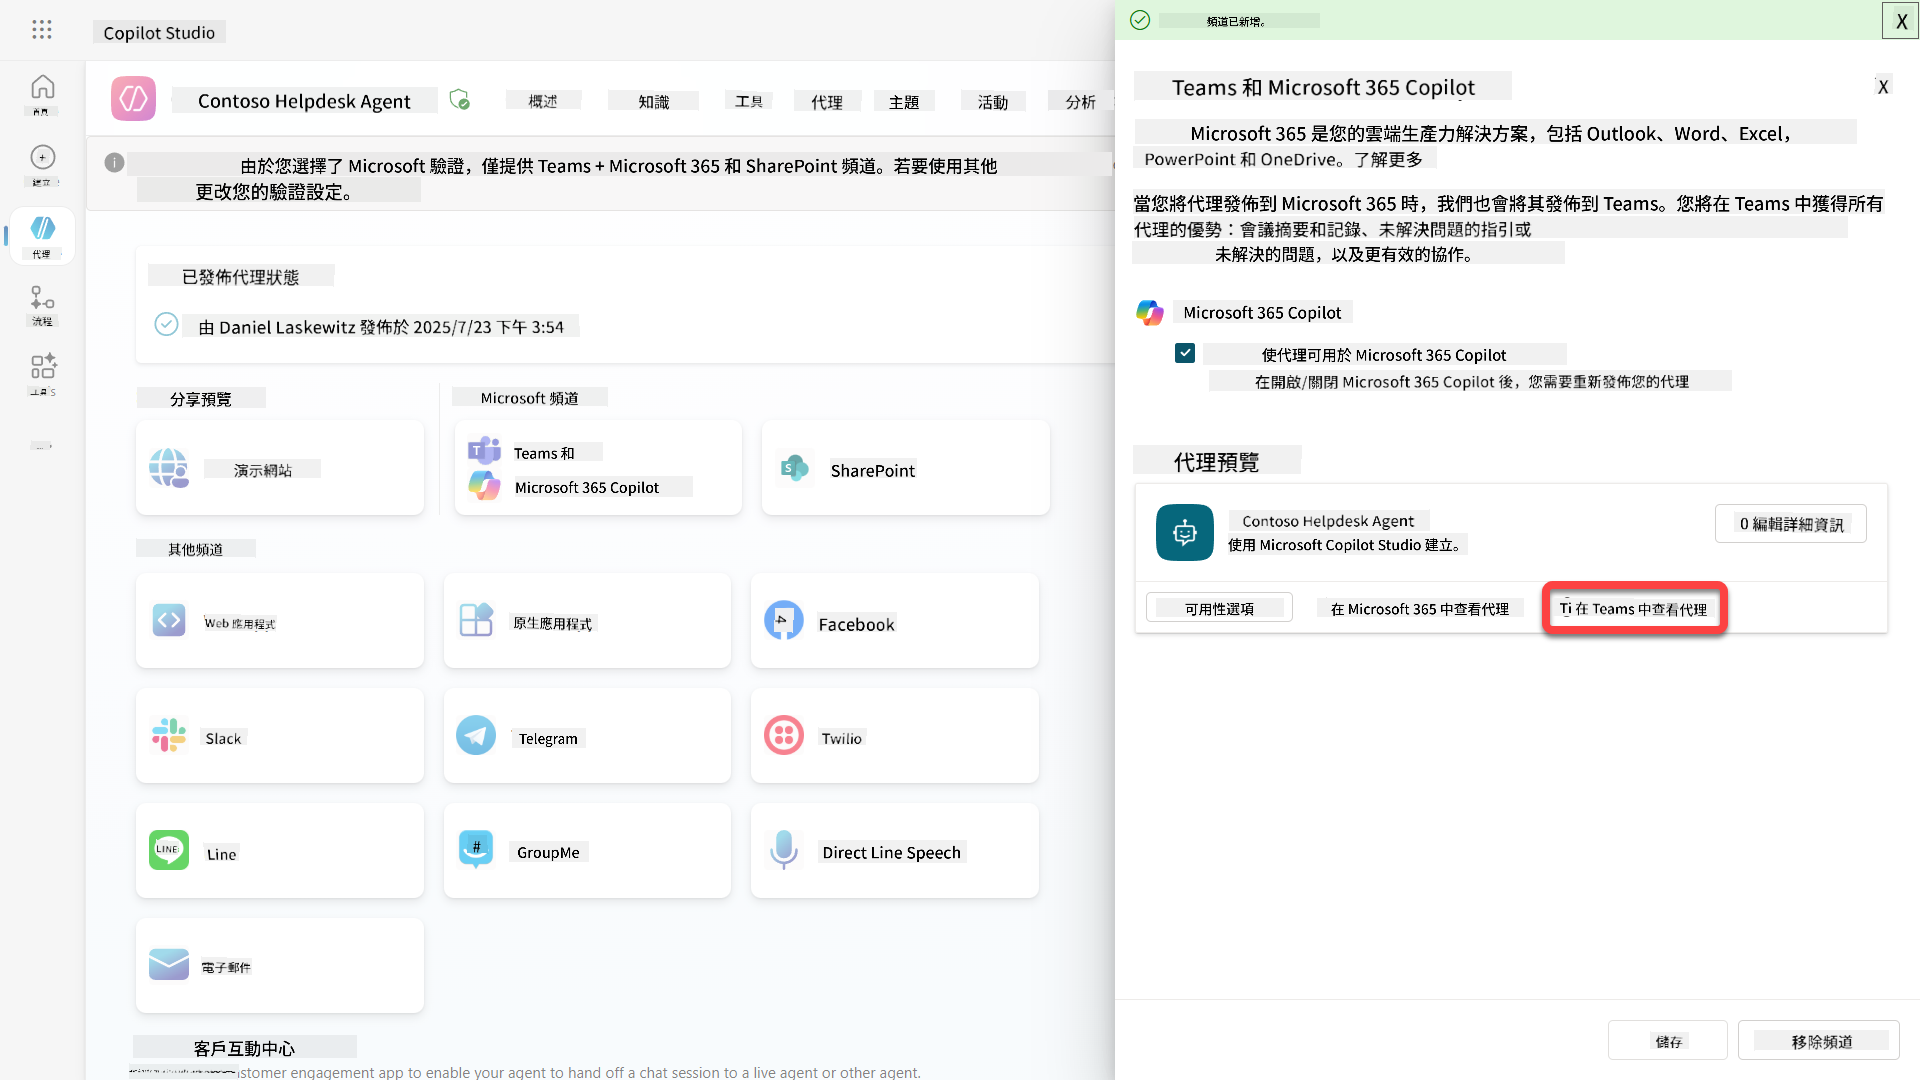 Copilot Studio
首頁
建立
代理
流程
工具
Contoso Helpdesk Agent
概述
知識
工具
代理
主題
活動
分析
由於您選擇了 Microsoft 驗證，僅提供 Teams + Microsoft 365 和 SharePoint 頻道。若要使用其他
更改您的驗證設定。
已發佈代理狀態
由 Daniel Laskewitz 發佈於 2025/7/23 下午 3:54
分享預覽
Microsoft 頻道
演示網站
Teams 和
Microsoft 365 Copilot
SharePoint
其他頻道
Web 應用程式
原生應用程式
Facebook
Slack
Telegram
Twilio
LINE
Line
#
GroupMe
Direct Line Speech
電子郵件
客戶互動中心
stomer engagement app to enable your agent to hand off a chat session to a live agent or other agent.
頻道已新增。
X
Teams 和 Microsoft 365 Copilot
X
Microsoft 365 是您的雲端生產力解決方案，包括 Outlook、Word、Excel，
PowerPoint 和 OneDrive。了解更多
當您將代理發佈到 Microsoft 365 時，我們也會將其發佈到 Teams。您將在 Teams 中獲得所有
代理的優勢：會議摘要和記錄、未解決問題的指引或
未解決的問題，以及更有效的協作。
Microsoft 365 Copilot
使代理可用於 Microsoft 365 Copilot
在開啟/關閉 Microsoft 365 Copilot 後，您需要重新發佈您的代理
代理預覽
Contoso Helpdesk Agent
使用 Microsoft Copilot Studio 建立。
0 編輯詳細資訊
可用性選項
在 Microsoft 365 中查看代理
Ti 在 Teams 中查看代理
儲存
移除頻道